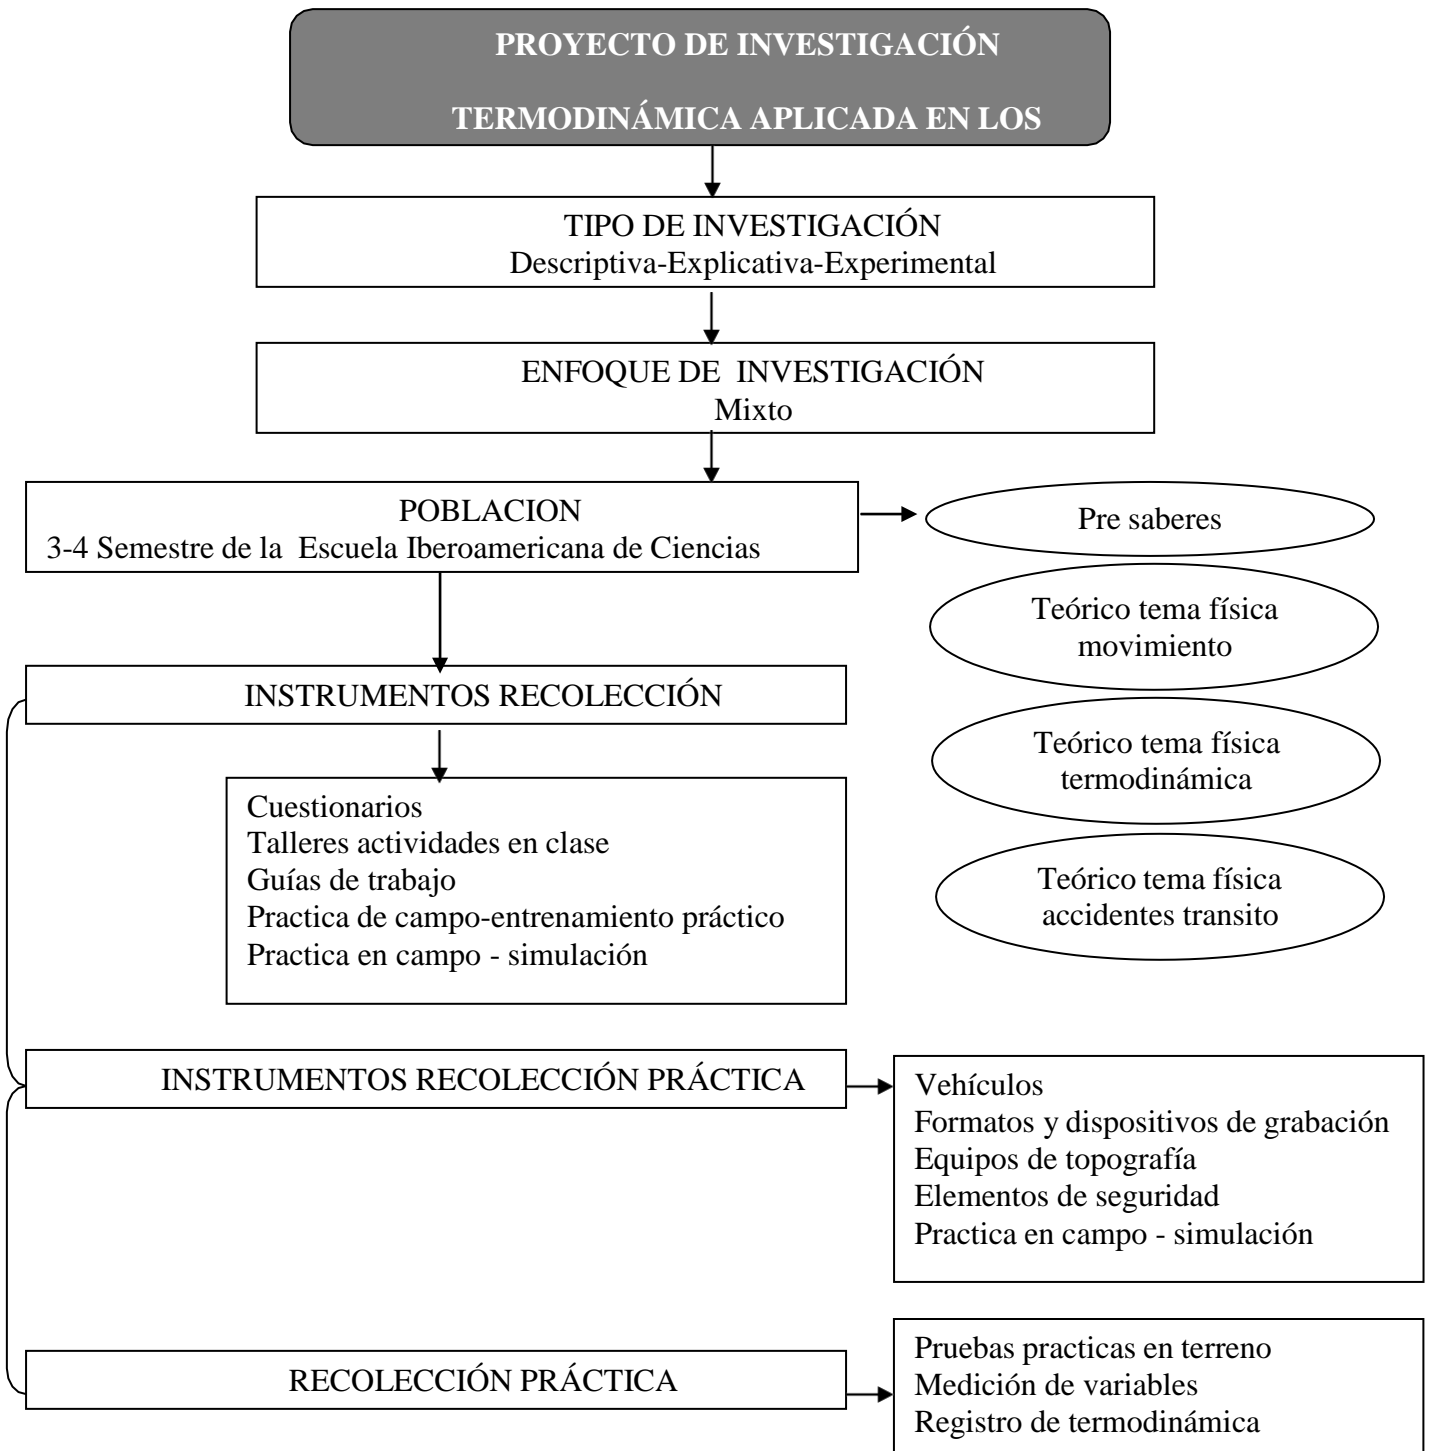 PROYECTO DE INVESTIGACIÓN
TERMODINÁMICA APLICADA EN LOS
TIPO DE INVESTIGACIÓN
Descriptiva-Explicativa-Experimental
ENFOQUE DE INVESTIGACIÓN
Mixto
POBLACION
3-4 Semestre de la Escuela Iberoamericana de Ciencias
Pre saberes
Teórico tema física
movimiento
Teórico tema física
termodinámica
Teórico tema física
accidentes transito
INSTRUMENTOS RECOLECCIÓN
Cuestionarios
Talleres actividades en clase
Guías de trabajo
Practica de campo-entrenamiento práctico
Practica en campo - simulación
INSTRUMENTOS RECOLECCIÓN PRÁCTICA
Vehículos
Formatos y dispositivos de grabación
Equipos de topografía
Elementos de seguridad
Practica en campo - simulación
RECOLECCIÓN PRÁCTICA
Pruebas practicas en terreno
Medición de variables
Registro de termodinámica